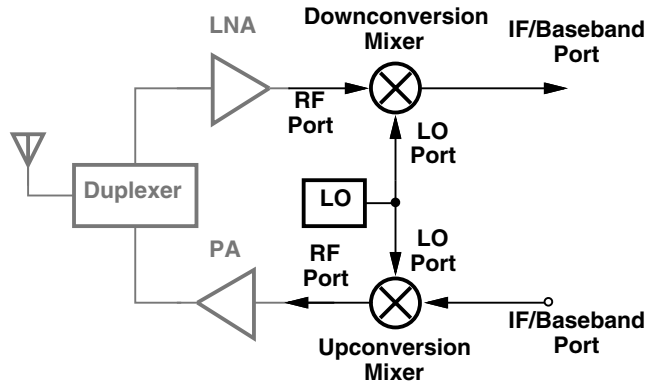 LNA
Downconversion
Mixer
IF/Baseband
Port
RF
Port
LO
Port
Duplexer
LO
PA
RF
Port
LO
Port
IF/Baseband
Port
Upconversion
Mixer